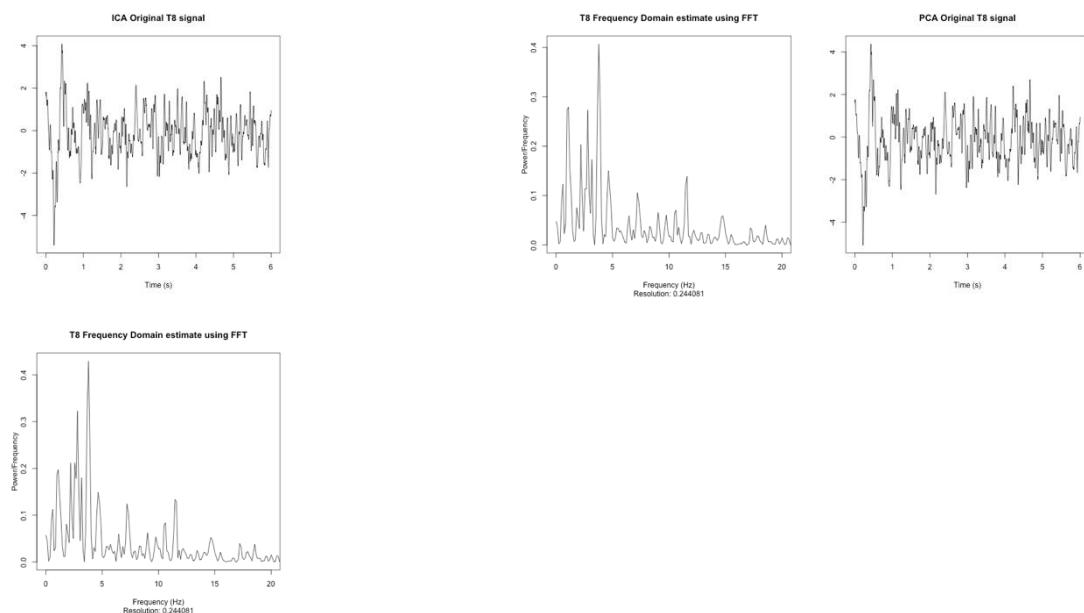 ICA Original T8 signal
4
2
0
-2
-4
0 1 2 3 4 5 6
Time (s)
T8 Frequency Domain estimate using FFT
Power/Frequency
0.4
0.3
0.2
0.1
0.0
0 5 10 15 20
Frequency (Hz)
Resolution: 0.244081
PCA Original T8 signal
4
2
0
-2
-4
0 1 2 3 4 5 6
Time (s)
T8 Frequency Domain estimate using FFT
Power/Frequency
0.4
0.3
0.2
0.1
0.0
0 5 10 15 20
Frequency (Hz)
Resolution: 0.244081